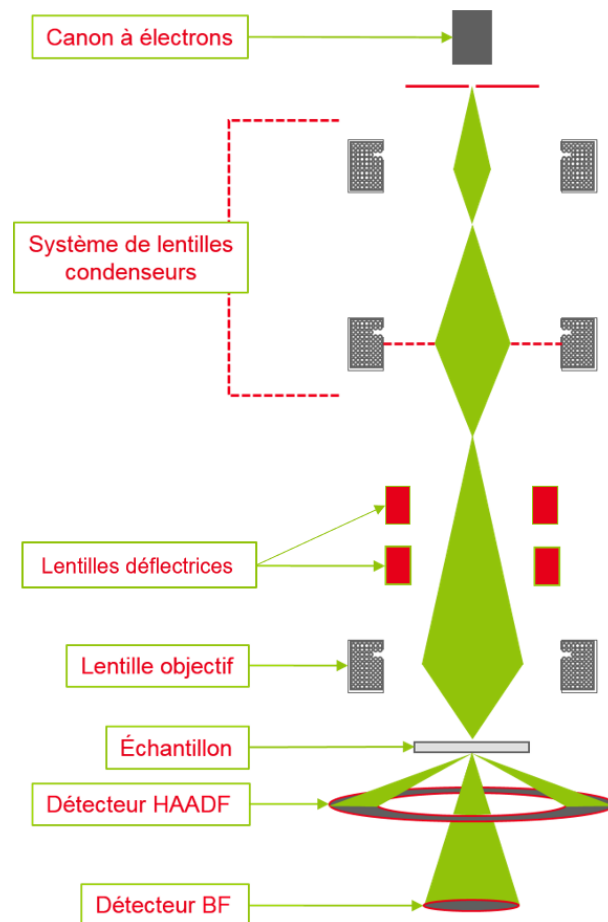 Canon à électrons
Système de lentilles
condenseurs
Lentilles déflectrices
Lentille objectif
Échantillon
Détecteur HAADF
Détecteur BF